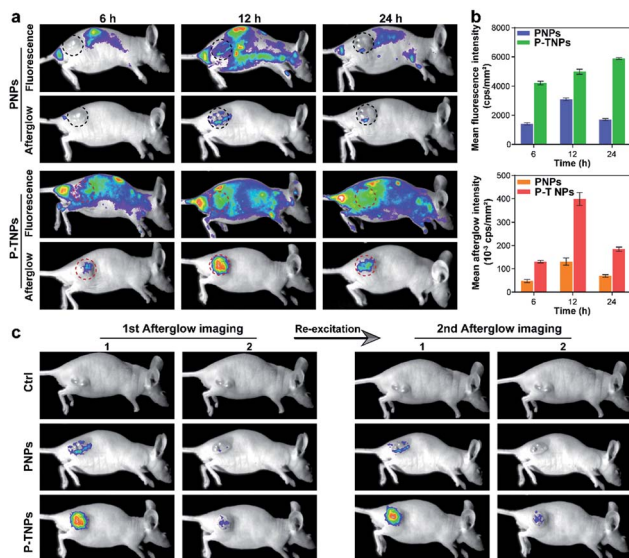 a
6 h
12 h
24 h
PNPs
Fluorescence
Afterglow
P-TNPs
Fluorescence
Afterglow
b
PNPs
P-TNPs
Mean fluorescence intensity
(cps/mm²)
8000
6000
4000
2000
0
6
12
24
Time (h)
PNPs
P-T NPs
Mean afterglow intensity
(10⁻³ cps/mm²)
500
400
300
200
100
0
6
12
24
Time (h)
c
1st Afterglow imaging
Re-excitation
2nd Afterglow imaging
1
2
1
2
Ctrl
PNPs
P-TNPs